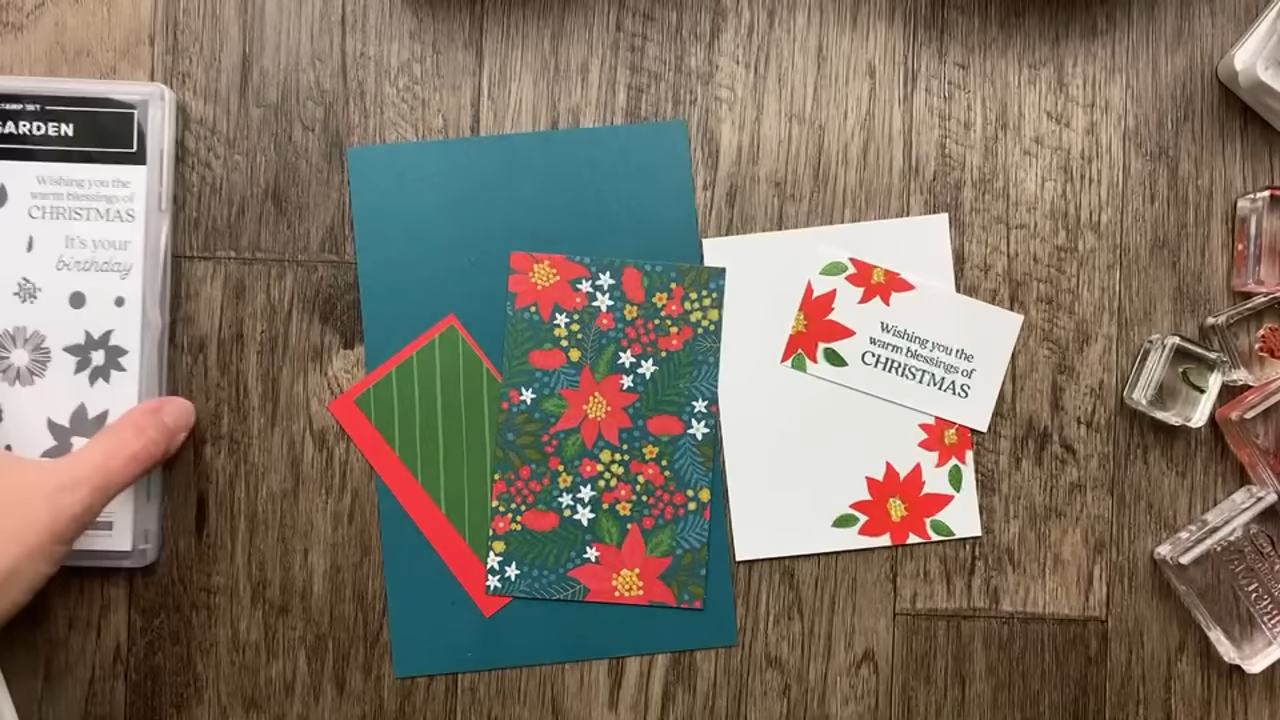 STAMP SET
GARDEN
Wishing you the
warm blessings of
CHRISTMAS
It's your
birthday
Wishing you the
warm blessings of
CHRISTMAS